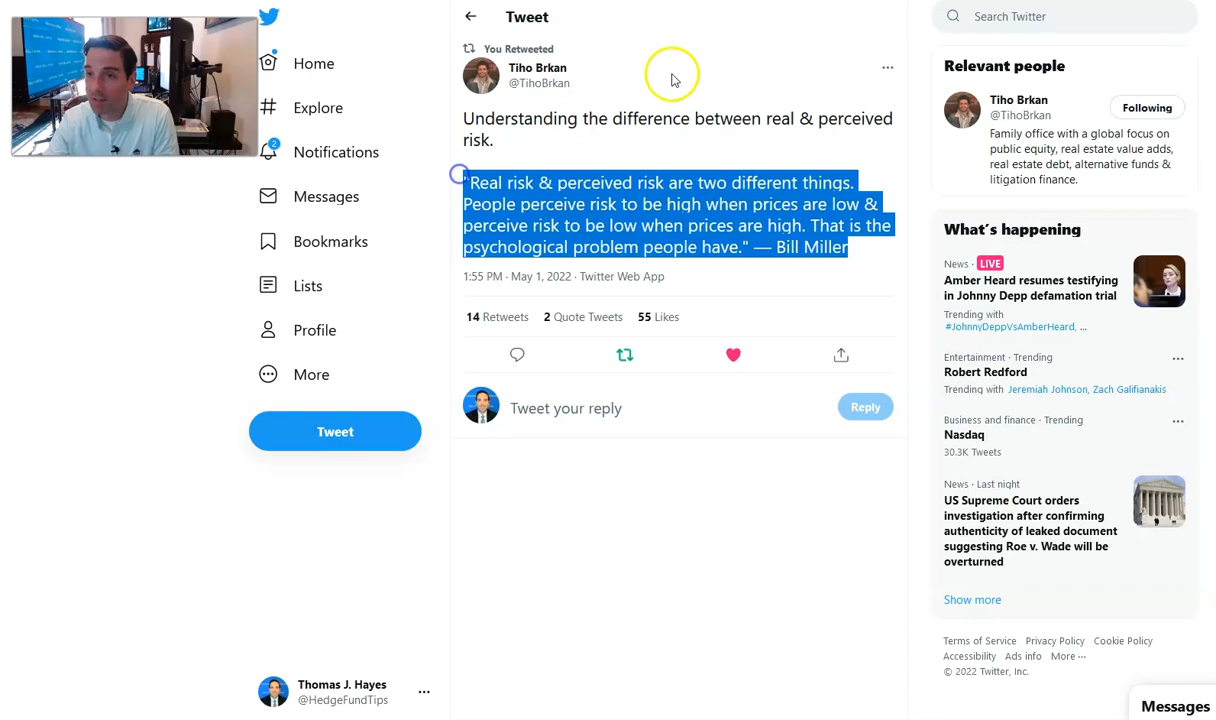 Home
Explore
2
Notifications
Messages
Bookmarks
Lists
Profile
More
Tweet
Thomas J. Hayes
@HedgeFundTips
Tweet
You Retweeted
Tiho Brkan
@TihoBrkan
Understanding the difference between real & perceived
risk.
"Real risk & perceived risk are two different things.
People perceive risk to be high when prices are low &
perceive risk to be low when prices are high. That is the
psychological problem people have." — Bill Miller
1:55 PM · May 1, 2022 · Twitter Web App
14 Retweets 2 Quote Tweets 55 Likes
Tweet your reply
Reply
Search Twitter
Relevant people
Tiho Brkan
@TihoBrkan
Following
Family office with a global focus on
public equity, real estate value adds,
real estate debt, alternative funds &
litigation finance.
What's happening
News · LIVE
Amber Heard resumes testifying
in Johnny Depp defamation trial
Trending with
#JohnnyDeppVsAmberHeard, ...
Entertainment · Trending
Robert Redford
Trending with Jeremiah Johnson, Zach Galifianakis
Business and finance · Trending
Nasdaq
30.3K Tweets
News · Last night
US Supreme Court orders
investigation after confirming
authenticity of leaked document
suggesting Roe v. Wade will be
overturned
Show more
Terms of Service Privacy Policy Cookie Policy
Accessibility Ads info More ···
© 2022 Twitter, Inc.
Messages